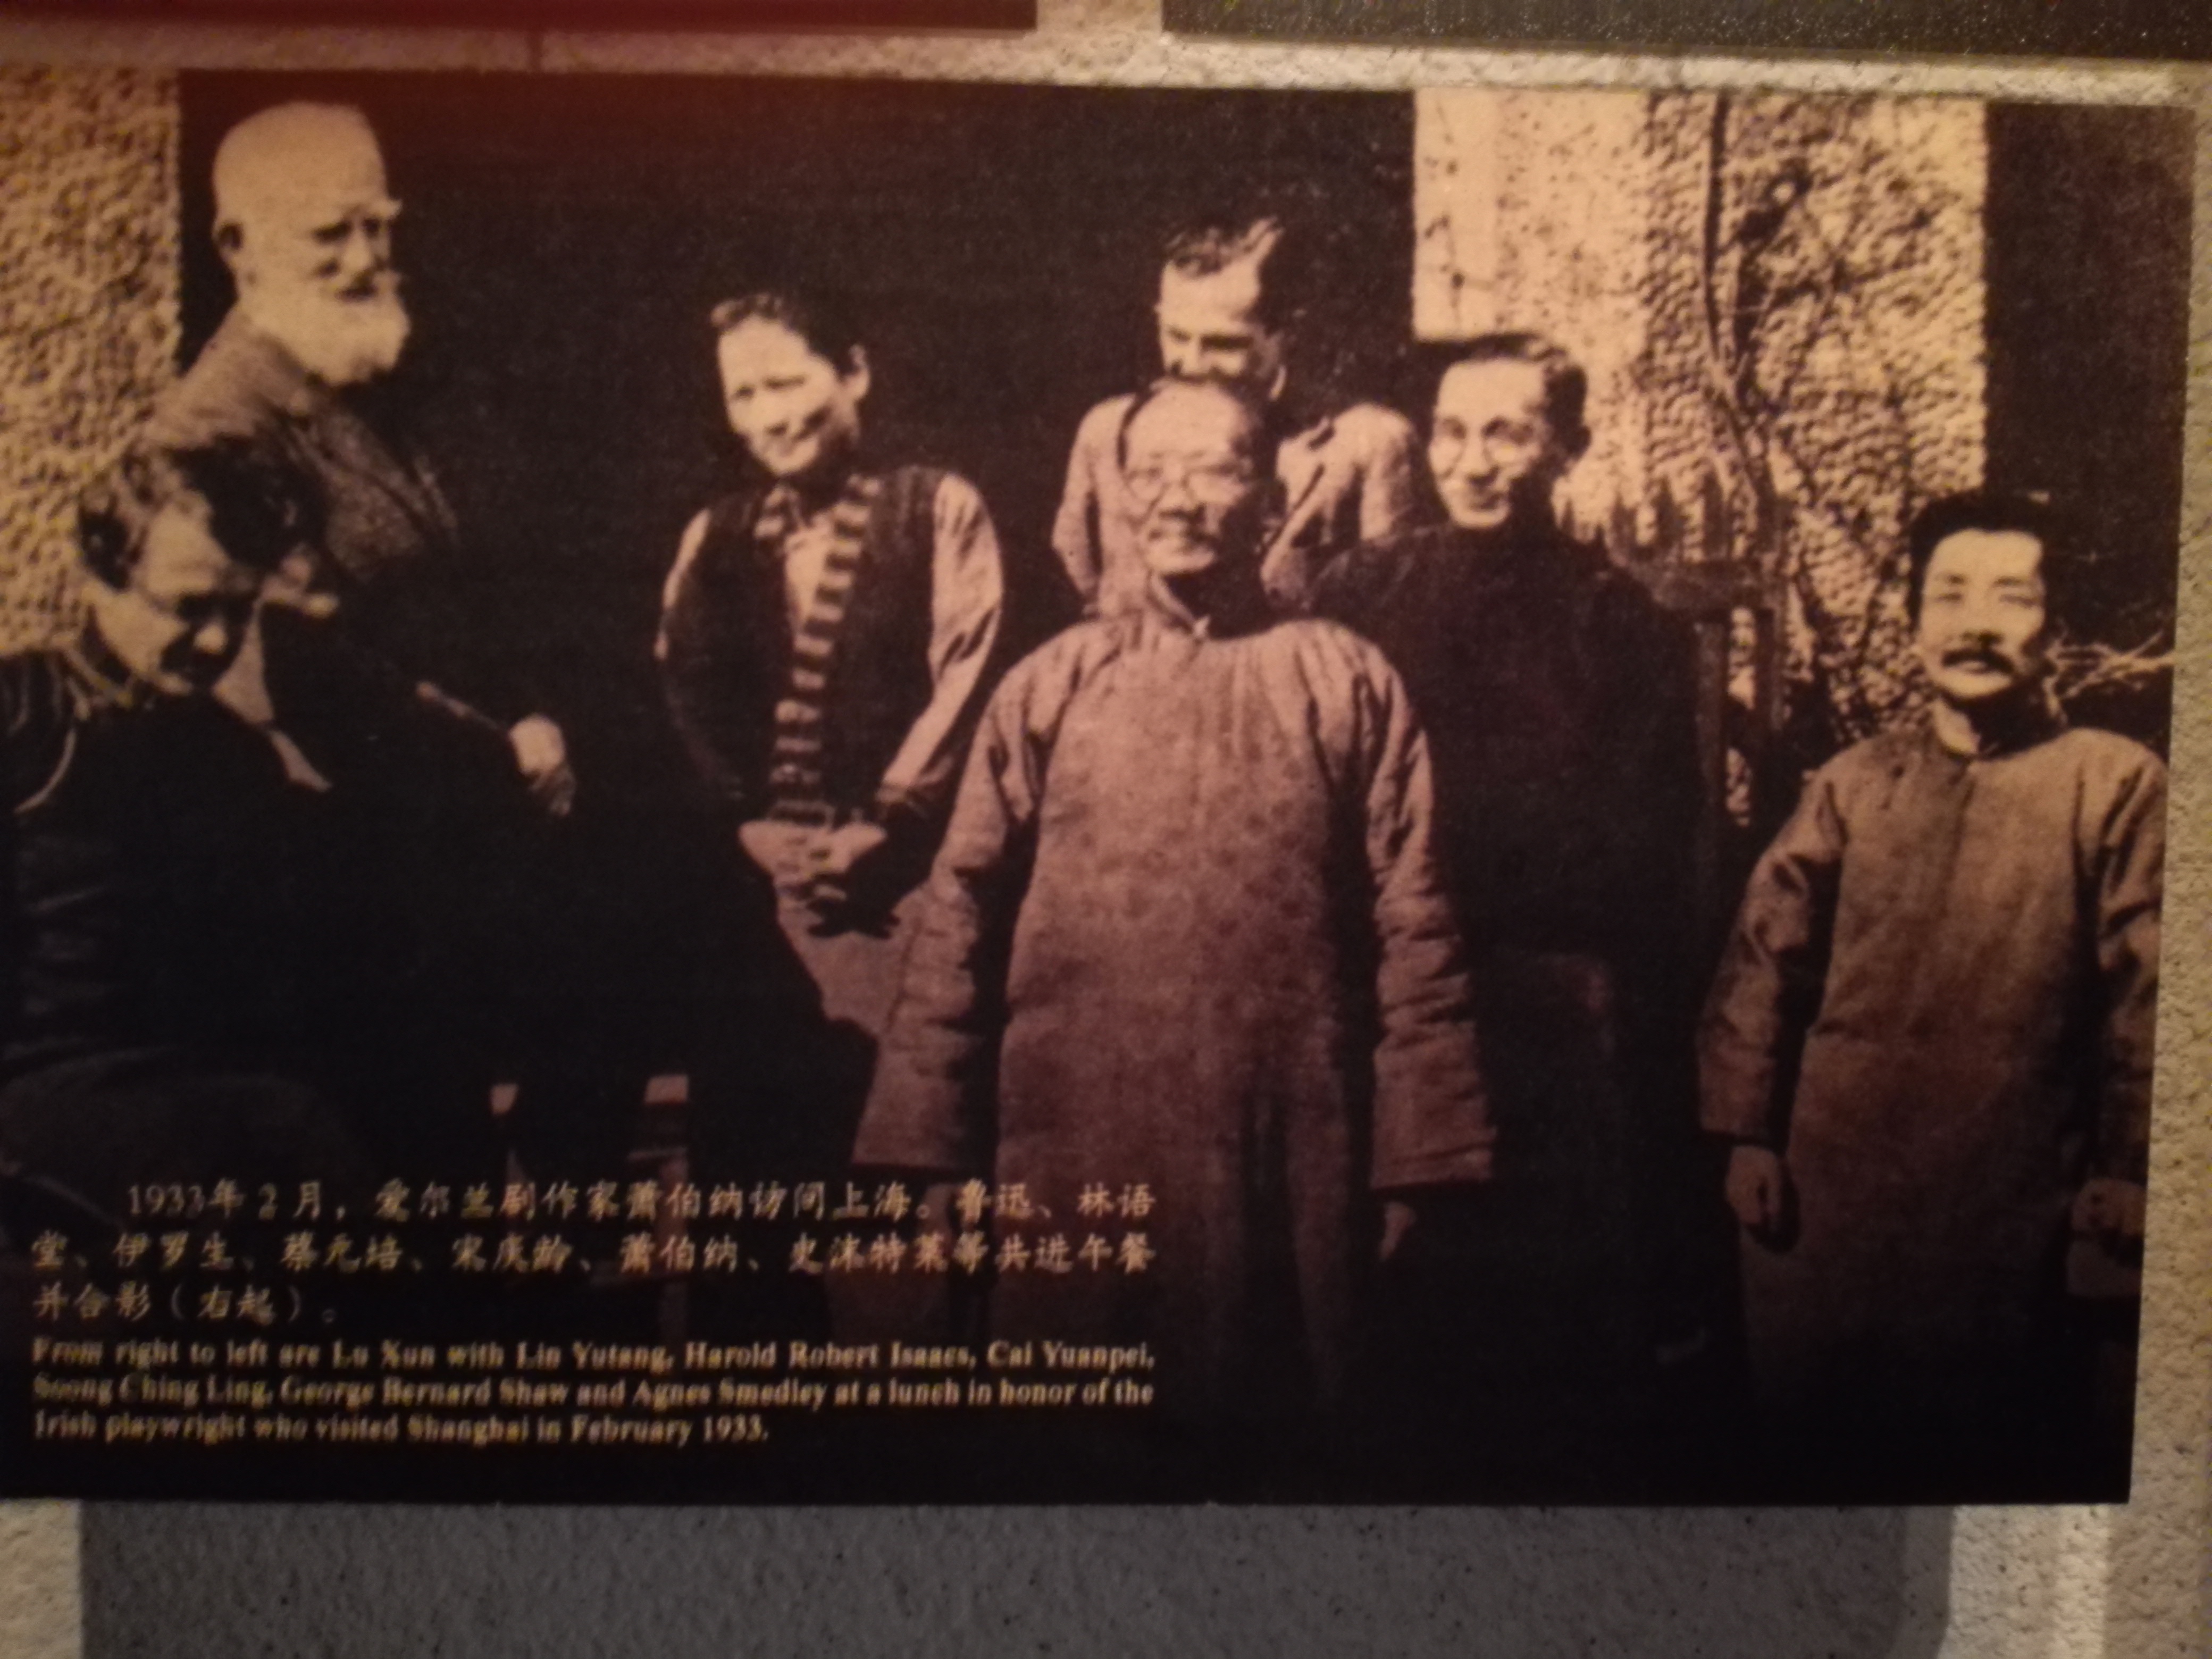 1933年2月，爱尔兰剧作家萧伯纳访问上海。鲁迅、林语
堂、伊罗生、蔡元培、宋庆龄、萧伯纳、史沫特莱等共进午餐
并合影（右起）。
From right to left are Lu Xun with Lin Yutang, Harold Robert Isaacs, Cai Yuanpei,
Soong Ching Ling, George Bernard Shaw and Agnes Smedley at a lunch in honor of the
Irish playwright who visited Shanghai in February 1933.